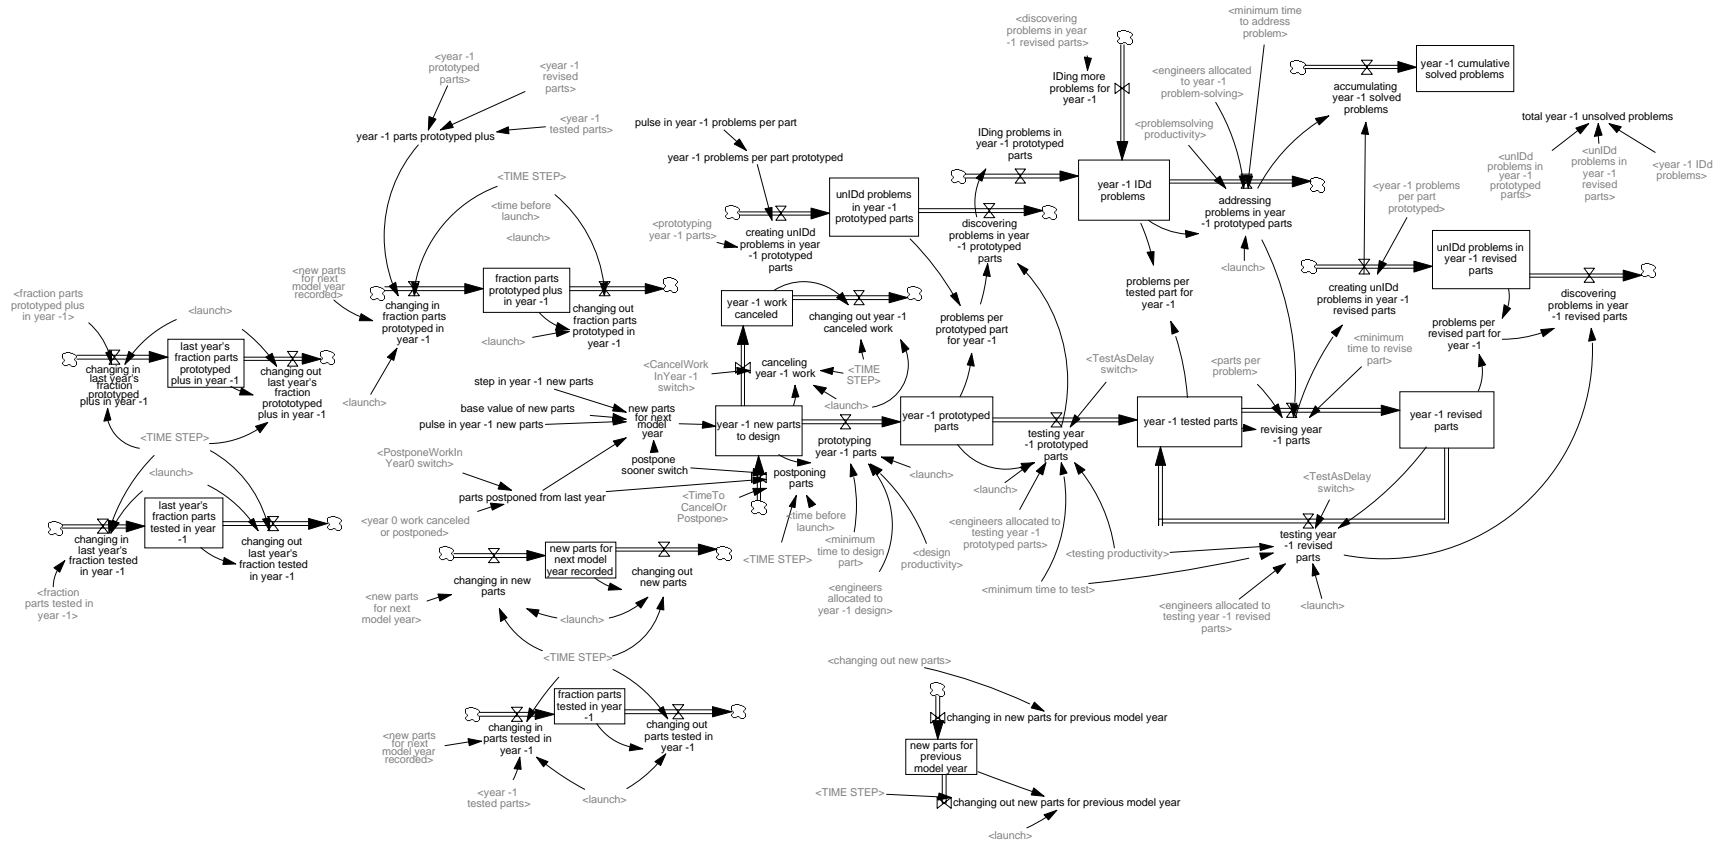 <discovering
problems in year
-1 revised parts>
<minimum time
to address
problem>
<year -1
prototyped
parts>
<year -1
revised
parts>
<year -1
tested parts>
year -1 parts prototyped plus
IDing more
problems for
year -1
<engineers allocated
to year -1
problem-solving>
year -1 cumulative
solved problems
accumulating
year -1 solved
problems
total year -1 unsolved problems
<unIDd
problems in
year -1
prototyped
parts>
<unIDd
problems in
year -1
revised
parts>
<year -1 IDd
problems>
pulse in year -1 problems per part
year -1 problems per part prototyped
IDing problems in
year -1 prototyped
parts
<problemsolving
productivity>
year -1 IDd
problems
addressing
problems in year
-1 prototyped parts
<year -1 problems
per part
prototyped>
<TIME STEP>
<time before
launch>
<launch>
<prototyping
year -1 parts>
creating unIDd
problems in year
-1 prototyped
parts
unIDd problems
in year -1
prototyped parts
discovering
problems in year
-1 prototyped
parts
<launch>
unIDd problems in
year -1 revised
parts
creating unIDd
problems in year -1
revised parts
discovering
problems in year
-1 revised parts
<new parts
for next
model year
recorded>
changing in
fraction parts
prototyped in
year -1
fraction parts
prototyped plus
in year -1
changing out
fraction parts
prototyped in
year -1
<launch>
<launch>
<fraction parts
prototyped plus
in year -1>
<launch>
changing in
last year's
fraction
prototyped
plus in year -1
last year's
fraction parts
prototyped
plus in year -1
changing out
last year's
fraction
prototoyped
plus in year -1
year -1 work
canceled
changing out year -1
canceled work
problems per
prototyped part
for year -1
problems per
tested part for
year -1
problems per
revised part for
year -1
<CancelWork
InYear -1
switch>
canceling
year -1 work
<TIME
STEP>
<launch>
<TestAsDelay
switch>
<parts per
problem>
<minimum
time to revise
part>
step in year -1 new parts
base value of new parts
pulse in year -1 new parts
new parts
for next
model
year
year -1 new parts
to design
prototyping
year -1 parts
year -1 prototyped
parts
testing year
-1 prototyped
parts
year -1 tested parts
revising year
-1 parts
year -1 revised
parts
<PostponeWorkIn
Year0 switch>
postpone
sooner switch
parts postponed from last year
<year 0 work canceled
or postponed>
postponing
parts
<TimeTo
CancelOr
Postpone>
<time before
launch>
<TIME STEP>
<launch>
<launch>
<minimum
time to design
part>
<design
productivity>
<engineers
allocated to
year -1 design>
<engineers allocated to
testing year -1
prototyped parts>
<testing productivity>
<minimum time to test>
<TestAsDelay
switch>
testing year
-1 revised
parts
<engineers allocated to
testing year -1 revised
parts>
<launch>
<TIME STEP>
<launch>
changing in
last year's
fraction tested
in year -1
last year's
fraction parts
tested in year
-1
changing out
last year's
fraction tested
in year -1
<fraction
parts tested in
year -1>
changing in new
parts
new parts for
next model
year recorded
changing out
new parts
<new parts
for next
model year>
<launch>
<TIME STEP>
changing in
parts tested in
year -1
fraction parts
tested in year
-1
changing out
parts tested in
year -1
<new parts
for next
model year
recorded>
<year -1
tested parts>
<launch>
<changing out new parts>
changing in new parts for previous model year
new parts for
previous
model year
<TIME STEP>
changing out new parts for previous model year
<launch>